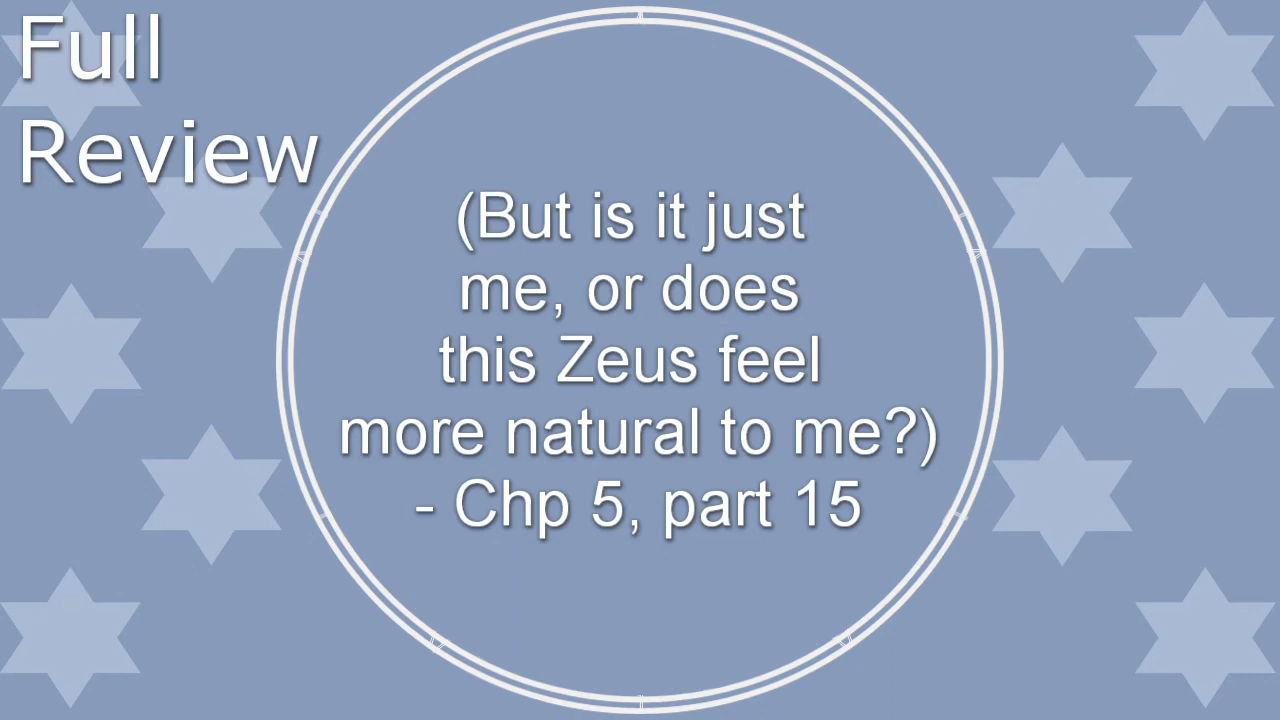 Full
Review
(But is it just
me, or does
this Zeus feel
more natural to me?)
- Chp 5, part 15